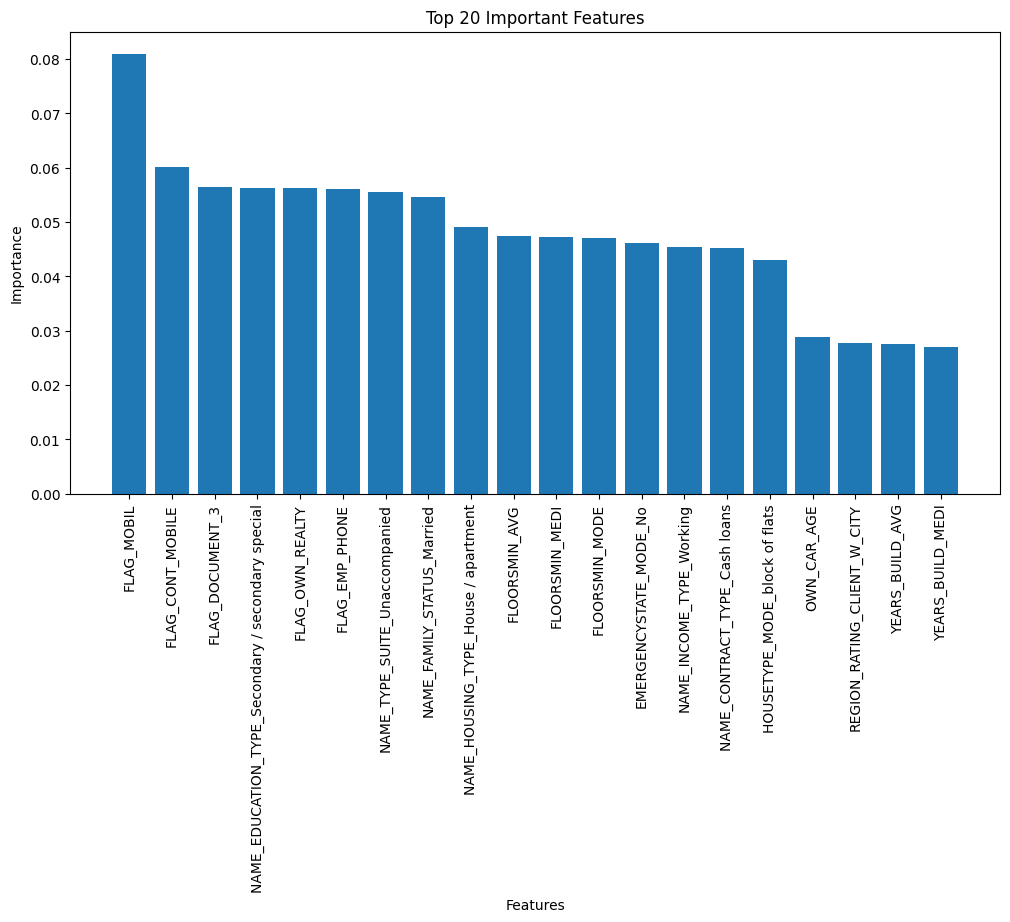 Top 20 Important Features
Importance
0.08
0.07
0.06
0.05
0.04
0.03
0.02
0.01
0.00
FLAG_MOBIL
FLAG_CONT_MOBILE
FLAG_DOCUMENT_3
NAME_EDUCATION_TYPE_Secondary / secondary special
FLAG_OWN_REALTY
FLAG_EMP_PHONE
NAME_TYPE_SUITE_Unaccompanied
NAME_FAMILY_STATUS_Married
NAME_HOUSING_TYPE_House / apartment
FLOORSMIN_AVG
FLOORSMIN_MEDI
FLOORSMIN_MODE
EMERGENCYSTATE_MODE_No
NAME_INCOME_TYPE_Working
NAME_CONTRACT_TYPE_Cash loans
HOUSETYPE_MODE_block of flats
OWN_CAR_AGE
REGION_RATING_CLIENT_W_CITY
YEARS_BUILD_AVG
YEARS_BUILD_MEDI
Features